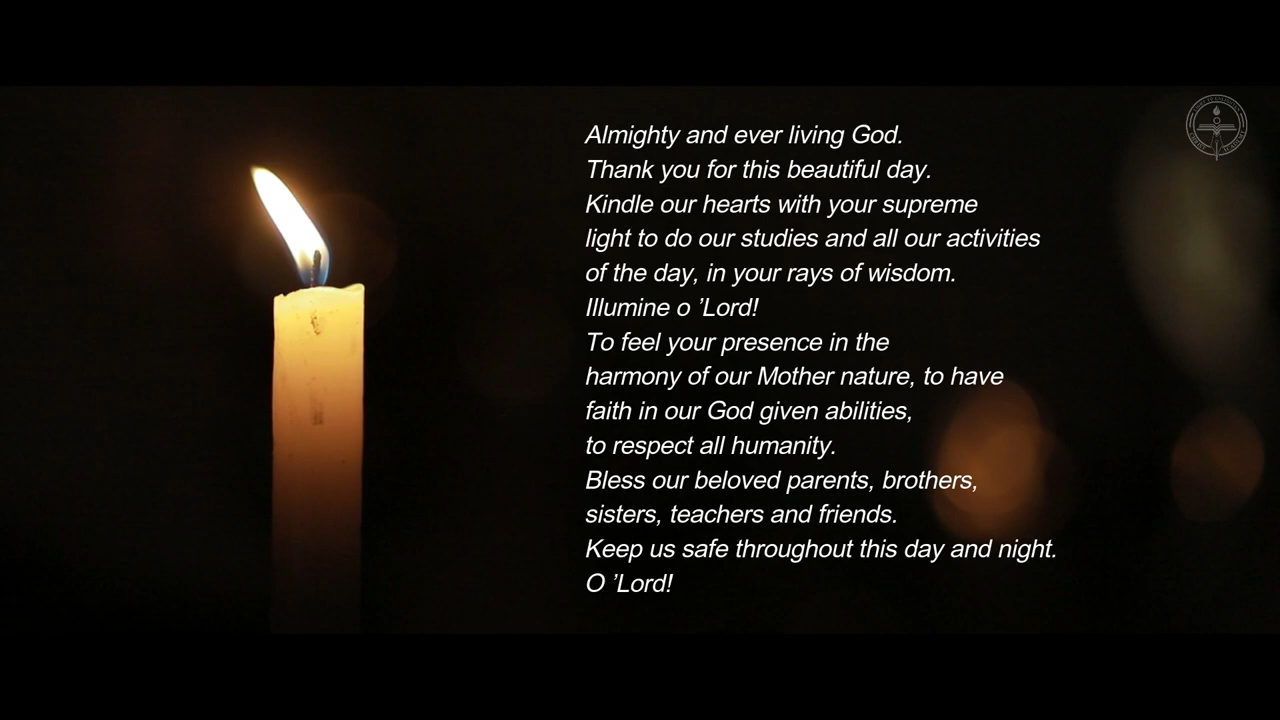 Almighty and ever living God.
Thank you for this beautiful day.
Kindle our hearts with your supreme
light to do our studies and all our activities
of the day, in your rays of wisdom.
Illumine o ’Lord!
To feel your presence in the
harmony of our Mother nature, to have
faith in our God given abilities,
to respect all humanity.
Bless our beloved parents, brothers,
sisters, teachers and friends.
Keep us safe throughout this day and night.
O ’Lord!